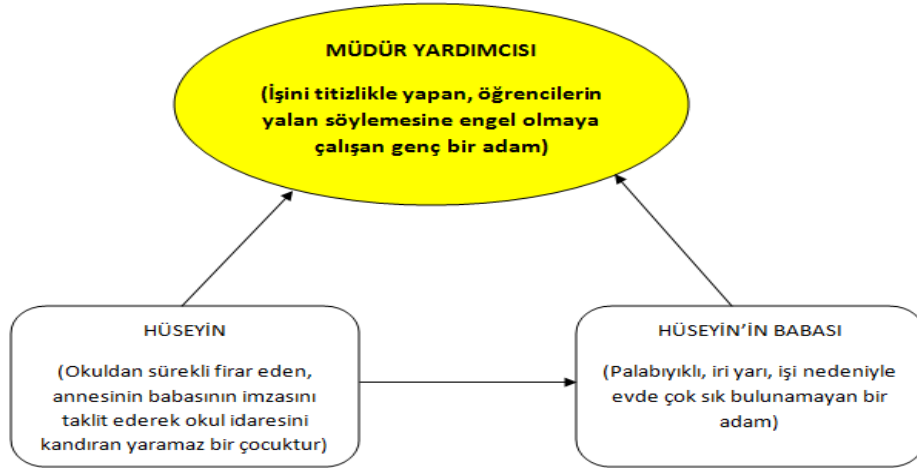 MÜDÜR YARDIMCISI
(İşini titizlikle yapan, öğrencilerin
yalan söylemesine engel olmaya
çalışan genç bir adam)
HÜSEYİN
(Okuldan sürekli firar eden,
annesinin babasının imzasını
taklit ederek okul idaresini
kandıran yaramaz bir çocuktur)
HÜSEYİN’İN BABASI
(Palabıyıklı, iri yarı, işi nedeniyle
evde çok sık bulunamayan bir
adam)